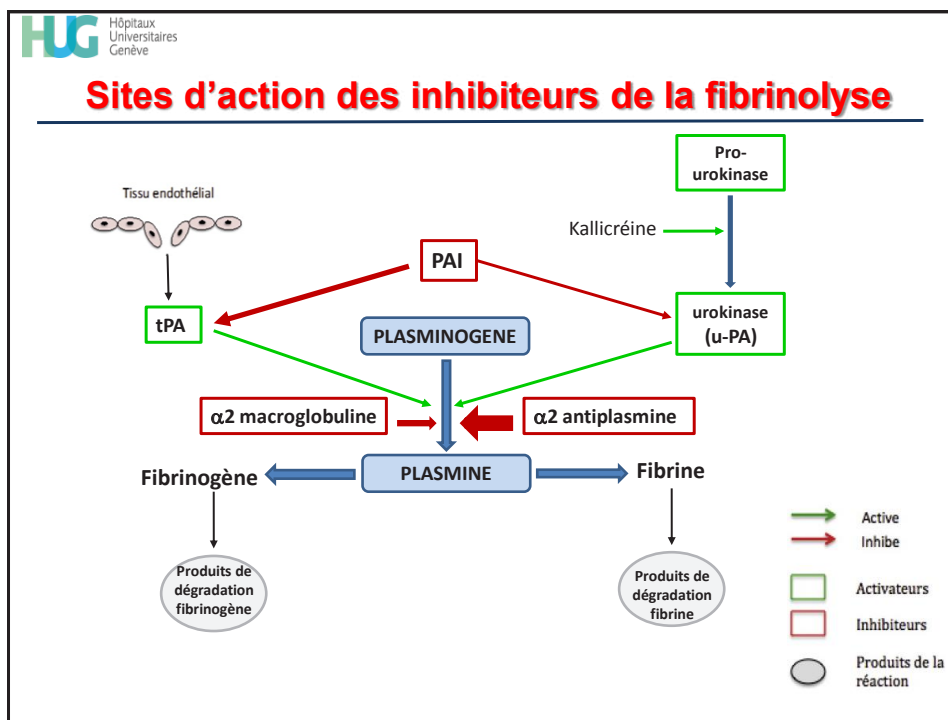 HUG
Hôpitaux
Universitaires
Genève
Sites d'action des inhibiteurs de la fibrinolyse
Pro-
urokinase
Tissu endothélial
Kallicréine
PAI
tPA
urokinase
(u-PA)
PLASMINOGENE
α2 macroglobuline
α2 antiplasmine
Fibrinogène
PLASMINE
Fibrine
Produits de
dégradation
fibrinogène
Produits de
dégradation
fibrine
Active
Inhibe
Activateurs
Inhibiteurs
Produits de la
réaction